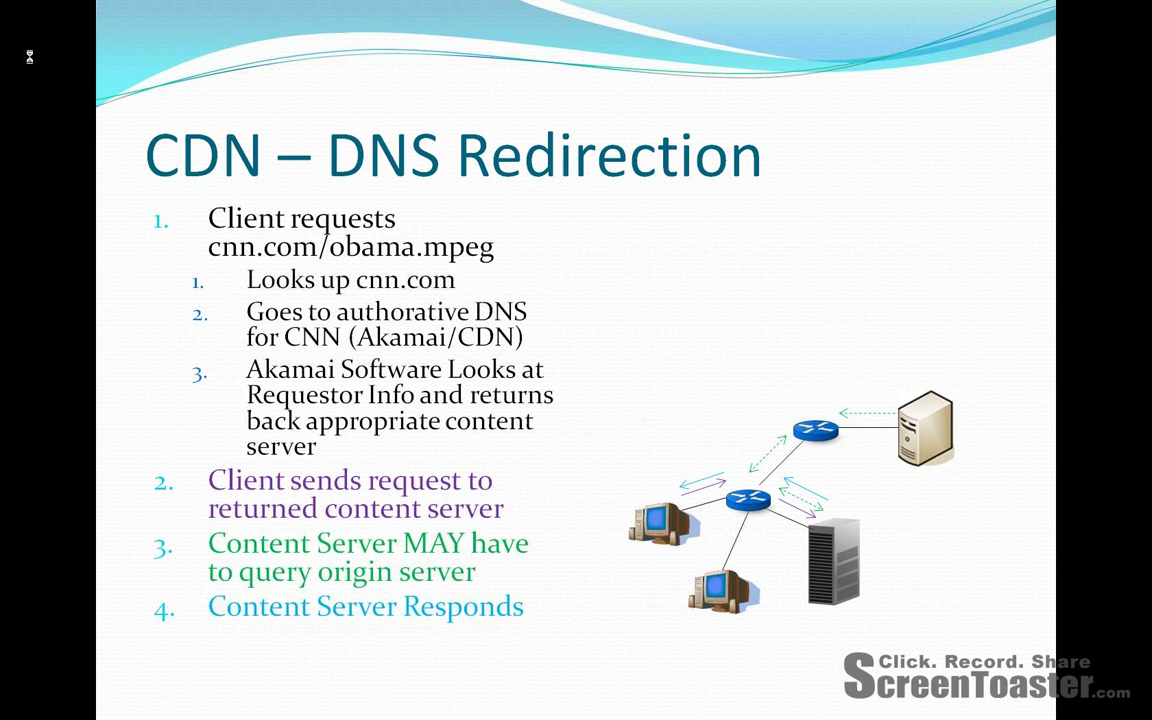 CDN – DNS Redirection
1. Client requests
cnn.com/obama.mpeg
1. Looks up cnn.com
2. Goes to authorative DNS
for CNN (Akamai/CDN)
3. Akamai Software Looks at
Requestor Info and returns
back appropriate content
server
2. Client sends request to
returned content server
3. Content Server MAY have
to query origin server
4. Content Server Responds
Click. Record. Share
ScreenToaster.com